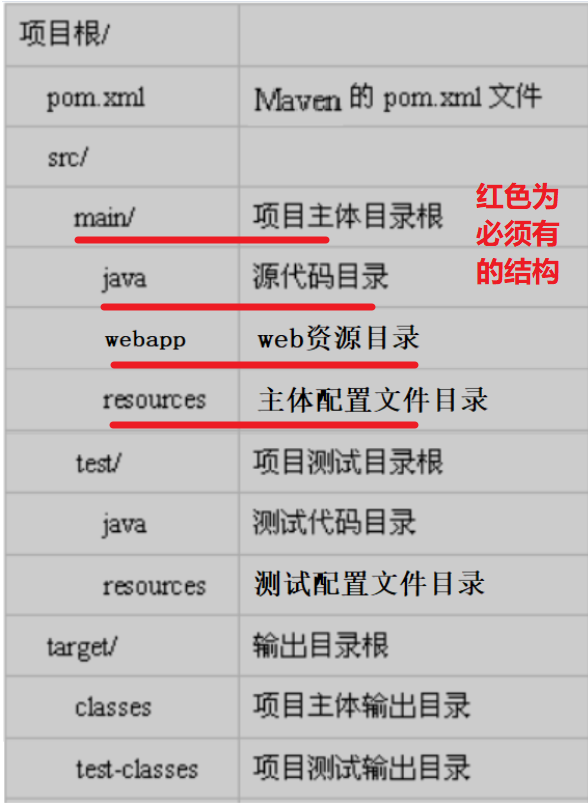 项目根/
pom.xml Maven 的 pom.xml 文件
src/
main/ 项目主体目录根
红色为
必须有
的结构
java 源代码目录
webapp web资源目录
resources 主体配置文件目录
test/ 项目测试目录根
java 测试代码目录
resources 测试配置文件目录
target/ 输出目录根
classes 项目主体输出目录
test-classes 项目测试输出目录